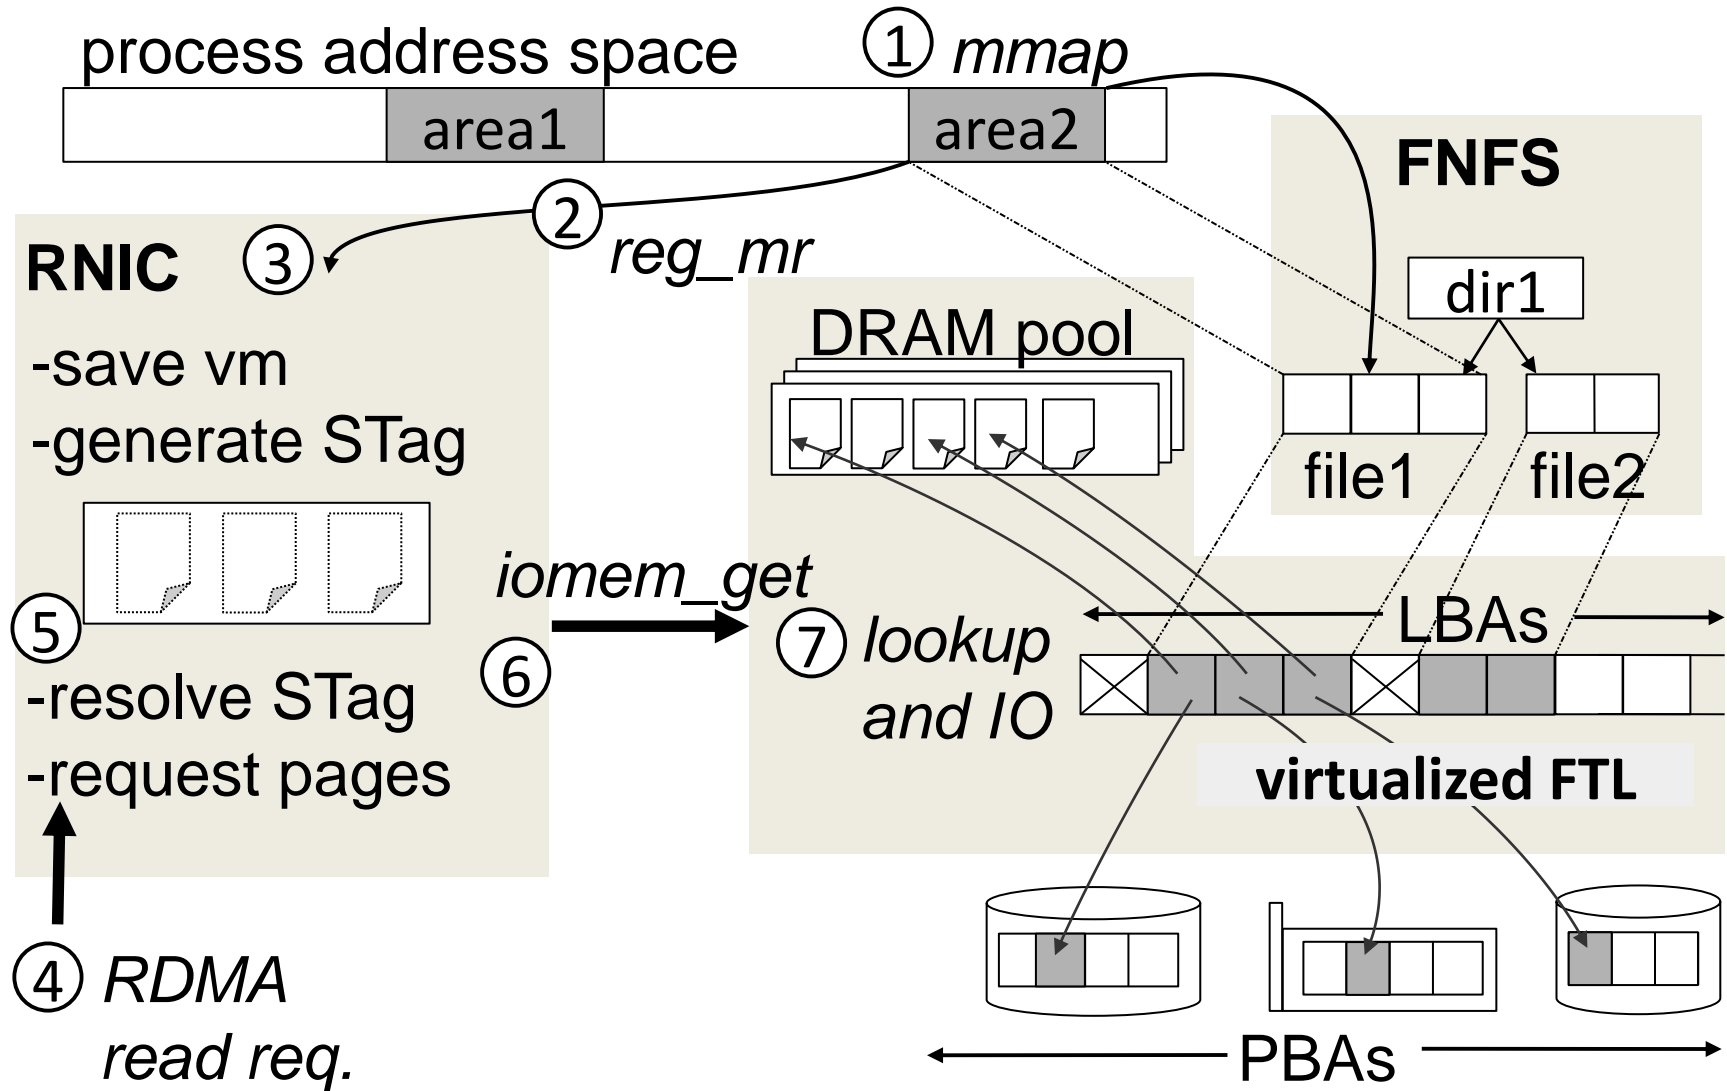 process address space
① mmap
area1
area2
FNFS
②
reg_mr
RNIC
③
dir1
-save vm
-generate STag
DRAM pool
file1
file2
iomem_get
⑤
⑥
⑦ lookup
and IO
LBAs
-resolve STag
-request pages
virtualized FTL
④ RDMA
read req.
PBAs